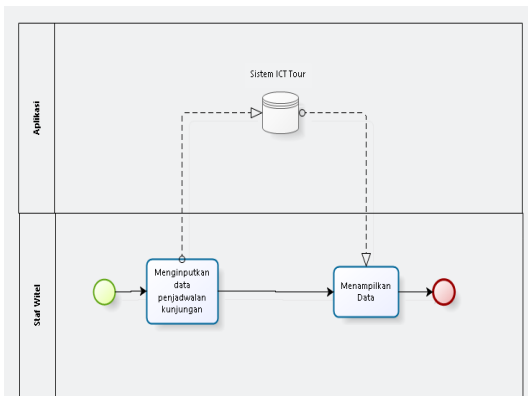 Sistem ICT Tour
Aplikasi
Menginputkan
data
penjadwalan
kunjungan
Menampilkan
Data
Staf Witel